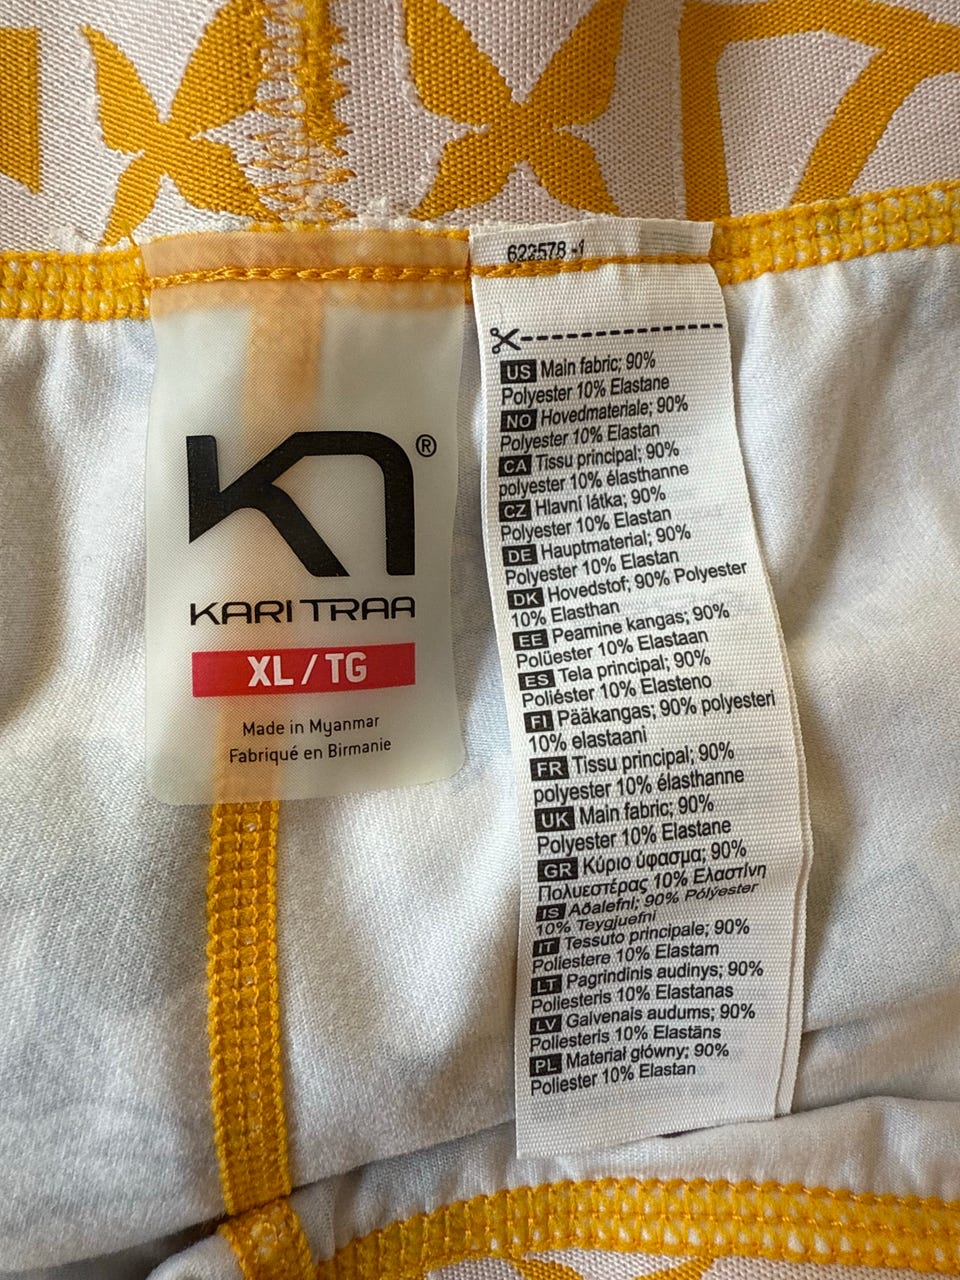 KARI TRAA
®
XL / TG
Made in Myanmar
Fabriqué en Birmanie
622578 -1
US Main fabric; 90%
Polyester 10% Elastane
NO Hovedmateriale; 90%
Polyester 10% Elastan
CA Tissu principal; 90%
polyester 10% élasthanne
CZ Hlavní látka; 90%
Polyester 10% Elastan
DE Hauptmaterial; 90%
Polyester 10% Elastan
DK Hovedstof; 90% Polyester
10% Elasthan
EE Peamine kangas; 90%
Polüester 10% Elastaan
ES Tela principal; 90%
Poliéster 10% Elasteno
FI Pääkangas; 90% polyesteri
10% elastaani
FR Tissu principal; 90%
polyester 10% élasthanne
UK Main fabric; 90%
Polyester 10% Elastane
GR Κύριο ύφασμα; 90%
Πολυεστέρας 10% Ελαστίνη
IS Aðalefni; 90% Pólýester
10% Teygjuefni
IT Tessuto principale; 90%
Poliestere 10% Elastam
LT Pagrindinis audinys; 90%
Poliesteris 10% Elastanas
LV Galvenais audums; 90%
Poliesteris 10% Elastāns
PL Materiał główny; 90%
Poliester 10% Elastan